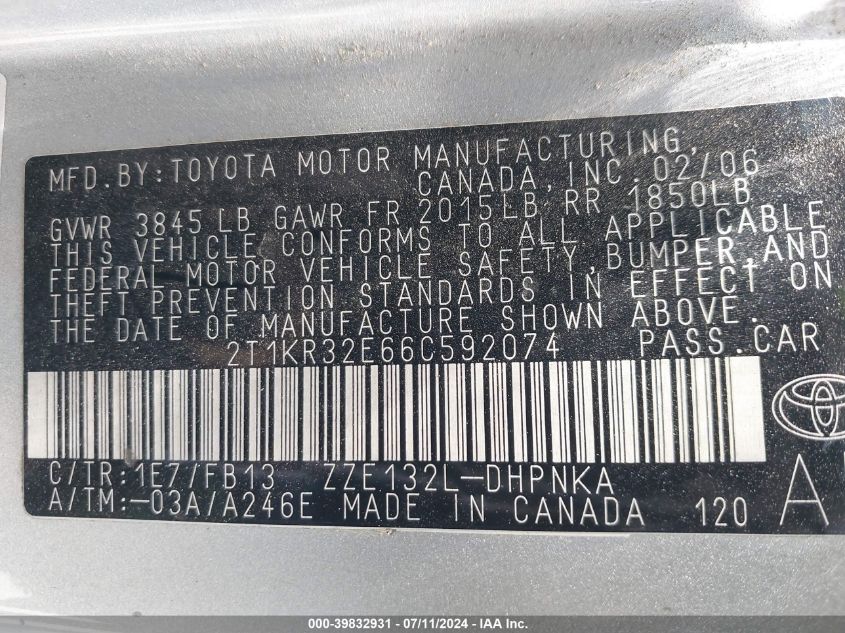 MFD.BY:TOYOTA MOTOR MANUFACTURING,
CANADA,INC.02/06
GVWR 3845LB GAWR FR 2015LB RR 1850LB
THIS VEHICLE CONFORMS TO ALL APPLICABLE
FEDERAL MOTOR VEHICLE SAFETY,BUMPER,AND
THEFT PREVENTION STANDARDS IN EFFECT ON
THE DATE OF MANUFACTURE SHOWN ABOVE.
2T1KR32E66C592074 PASS.CAR
C/TR:1E7/FB13 ZZE132L-DHPNKA
A/TM:-03A/A246E MADE IN CANADA 120
000-39832931 - 07/11/2024 - IAAI, Inc.